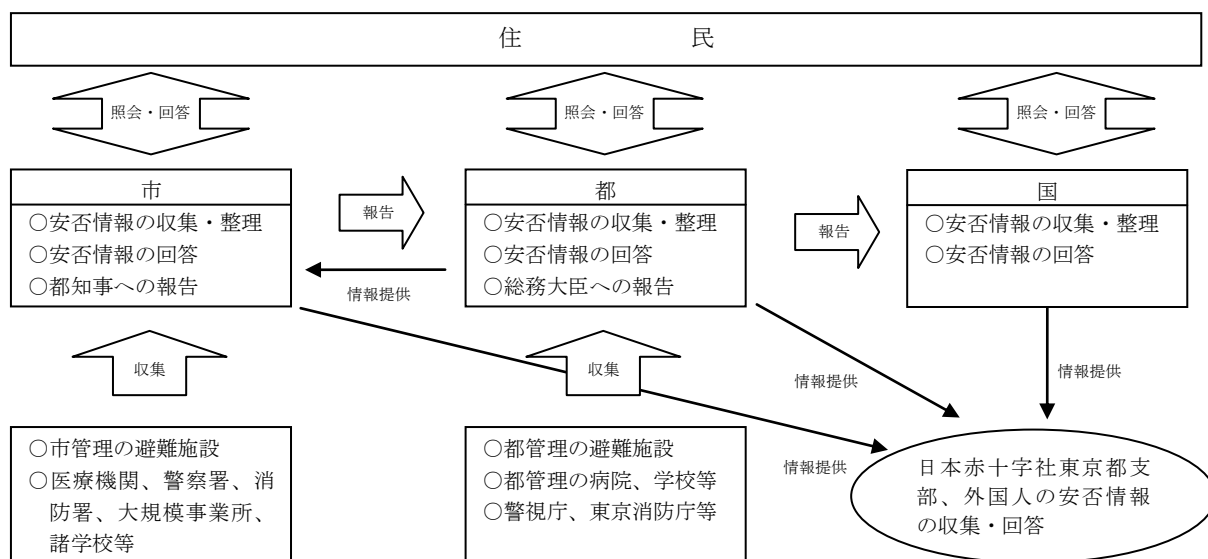 住　民
照会・回答
照会・回答
照会・回答
市
○安否情報の収集・整理
○安否情報の回答
○都知事への報告
報告
都
○安否情報の収集・整理
○安否情報の回答
○総務大臣への報告
報告
国
○安否情報の収集・整理
○安否情報の回答
情報提供
収集
収集
情報提供
情報提供
○市管理の避難施設
○医療機関、警察署、消
防署、大規模事業所、
諸学校等
○都管理の避難施設
○都管理の病院、学校等
○警視庁、東京消防庁等
情報提供
日本赤十字社東京都支
部、外国人の安否情報
の収集・回答